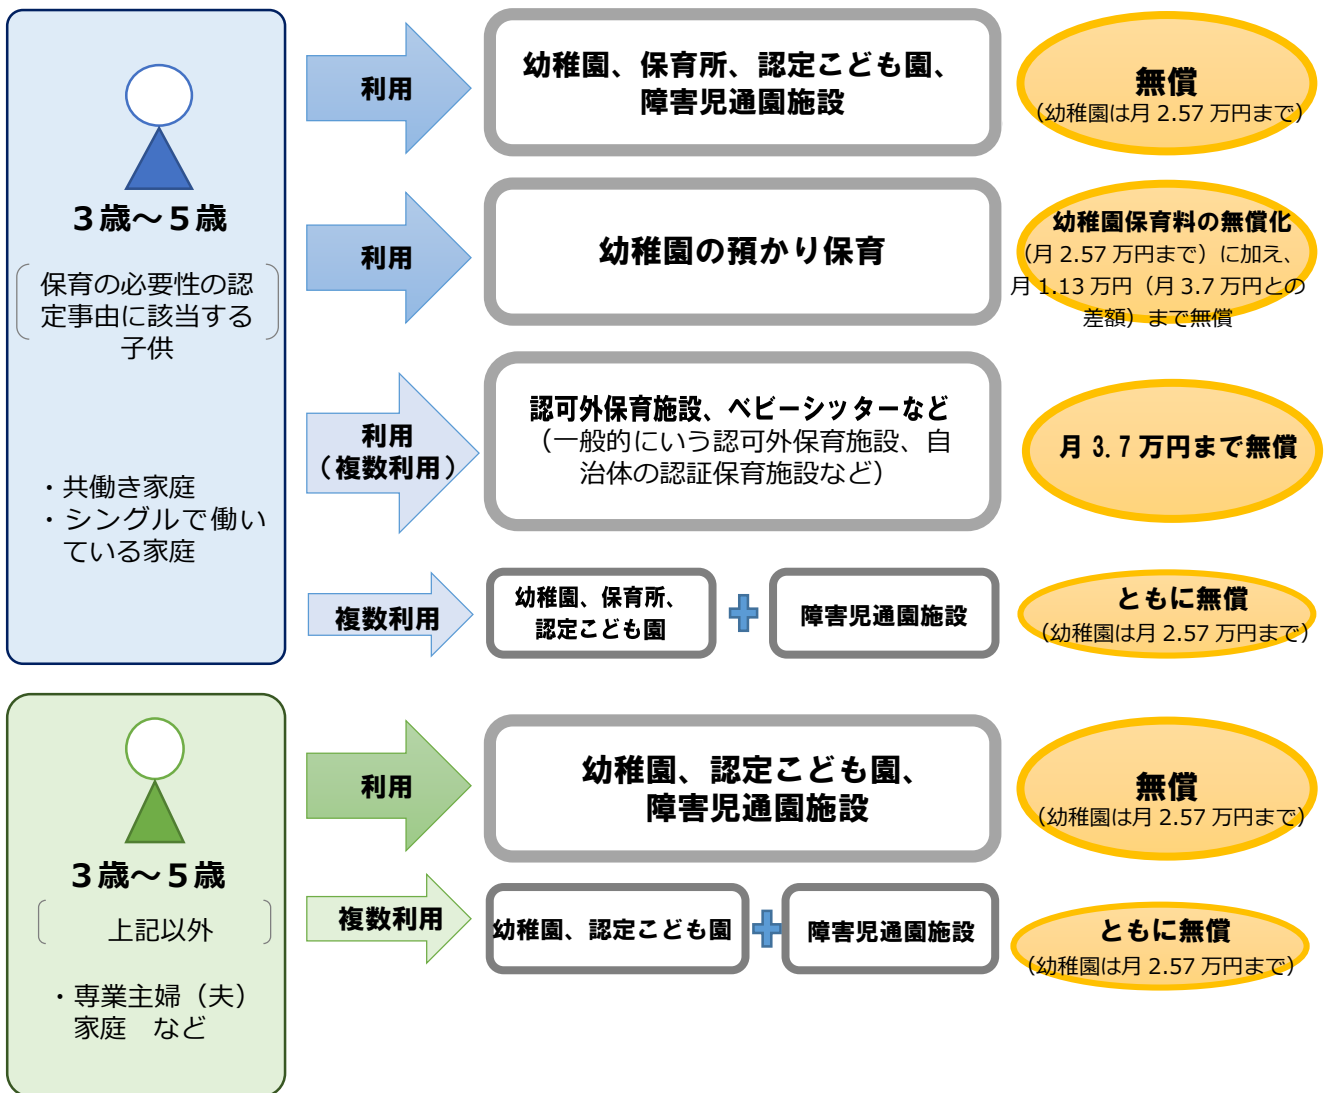 ３歳～５歳
保育の必要性の認
定事由に該当する
子供
・共働き家庭
・シングルで働い
ている家庭
利用
幼稚園、保育所、認定こども園、
障害児通園施設
無償
（幼稚園は月 2.57 万円まで）
利用
幼稚園の預かり保育
幼稚園保育料の無償化
（月 2.57 万円まで）に加え、
月 1.13 万円（月 3.7 万円との
差額）まで無償
利用
（複数利用）
認可外保育施設、ベビーシッターなど
（一般的にいう認可外保育施設、自
治体の認証保育施設など）
月 3.7 万円まで無償
複数利用
幼稚園、保育所、
認定こども園
障害児通園施設
ともに無償
（幼稚園は月 2.57 万円まで）
３歳～５歳
上記以外
・専業主婦（夫）
家庭　など
利用
幼稚園、認定こども園、
障害児通園施設
無償
（幼稚園は月 2.57 万円まで）
複数利用
幼稚園、認定こども園
障害児通園施設
ともに無償
（幼稚園は月 2.57 万円まで）